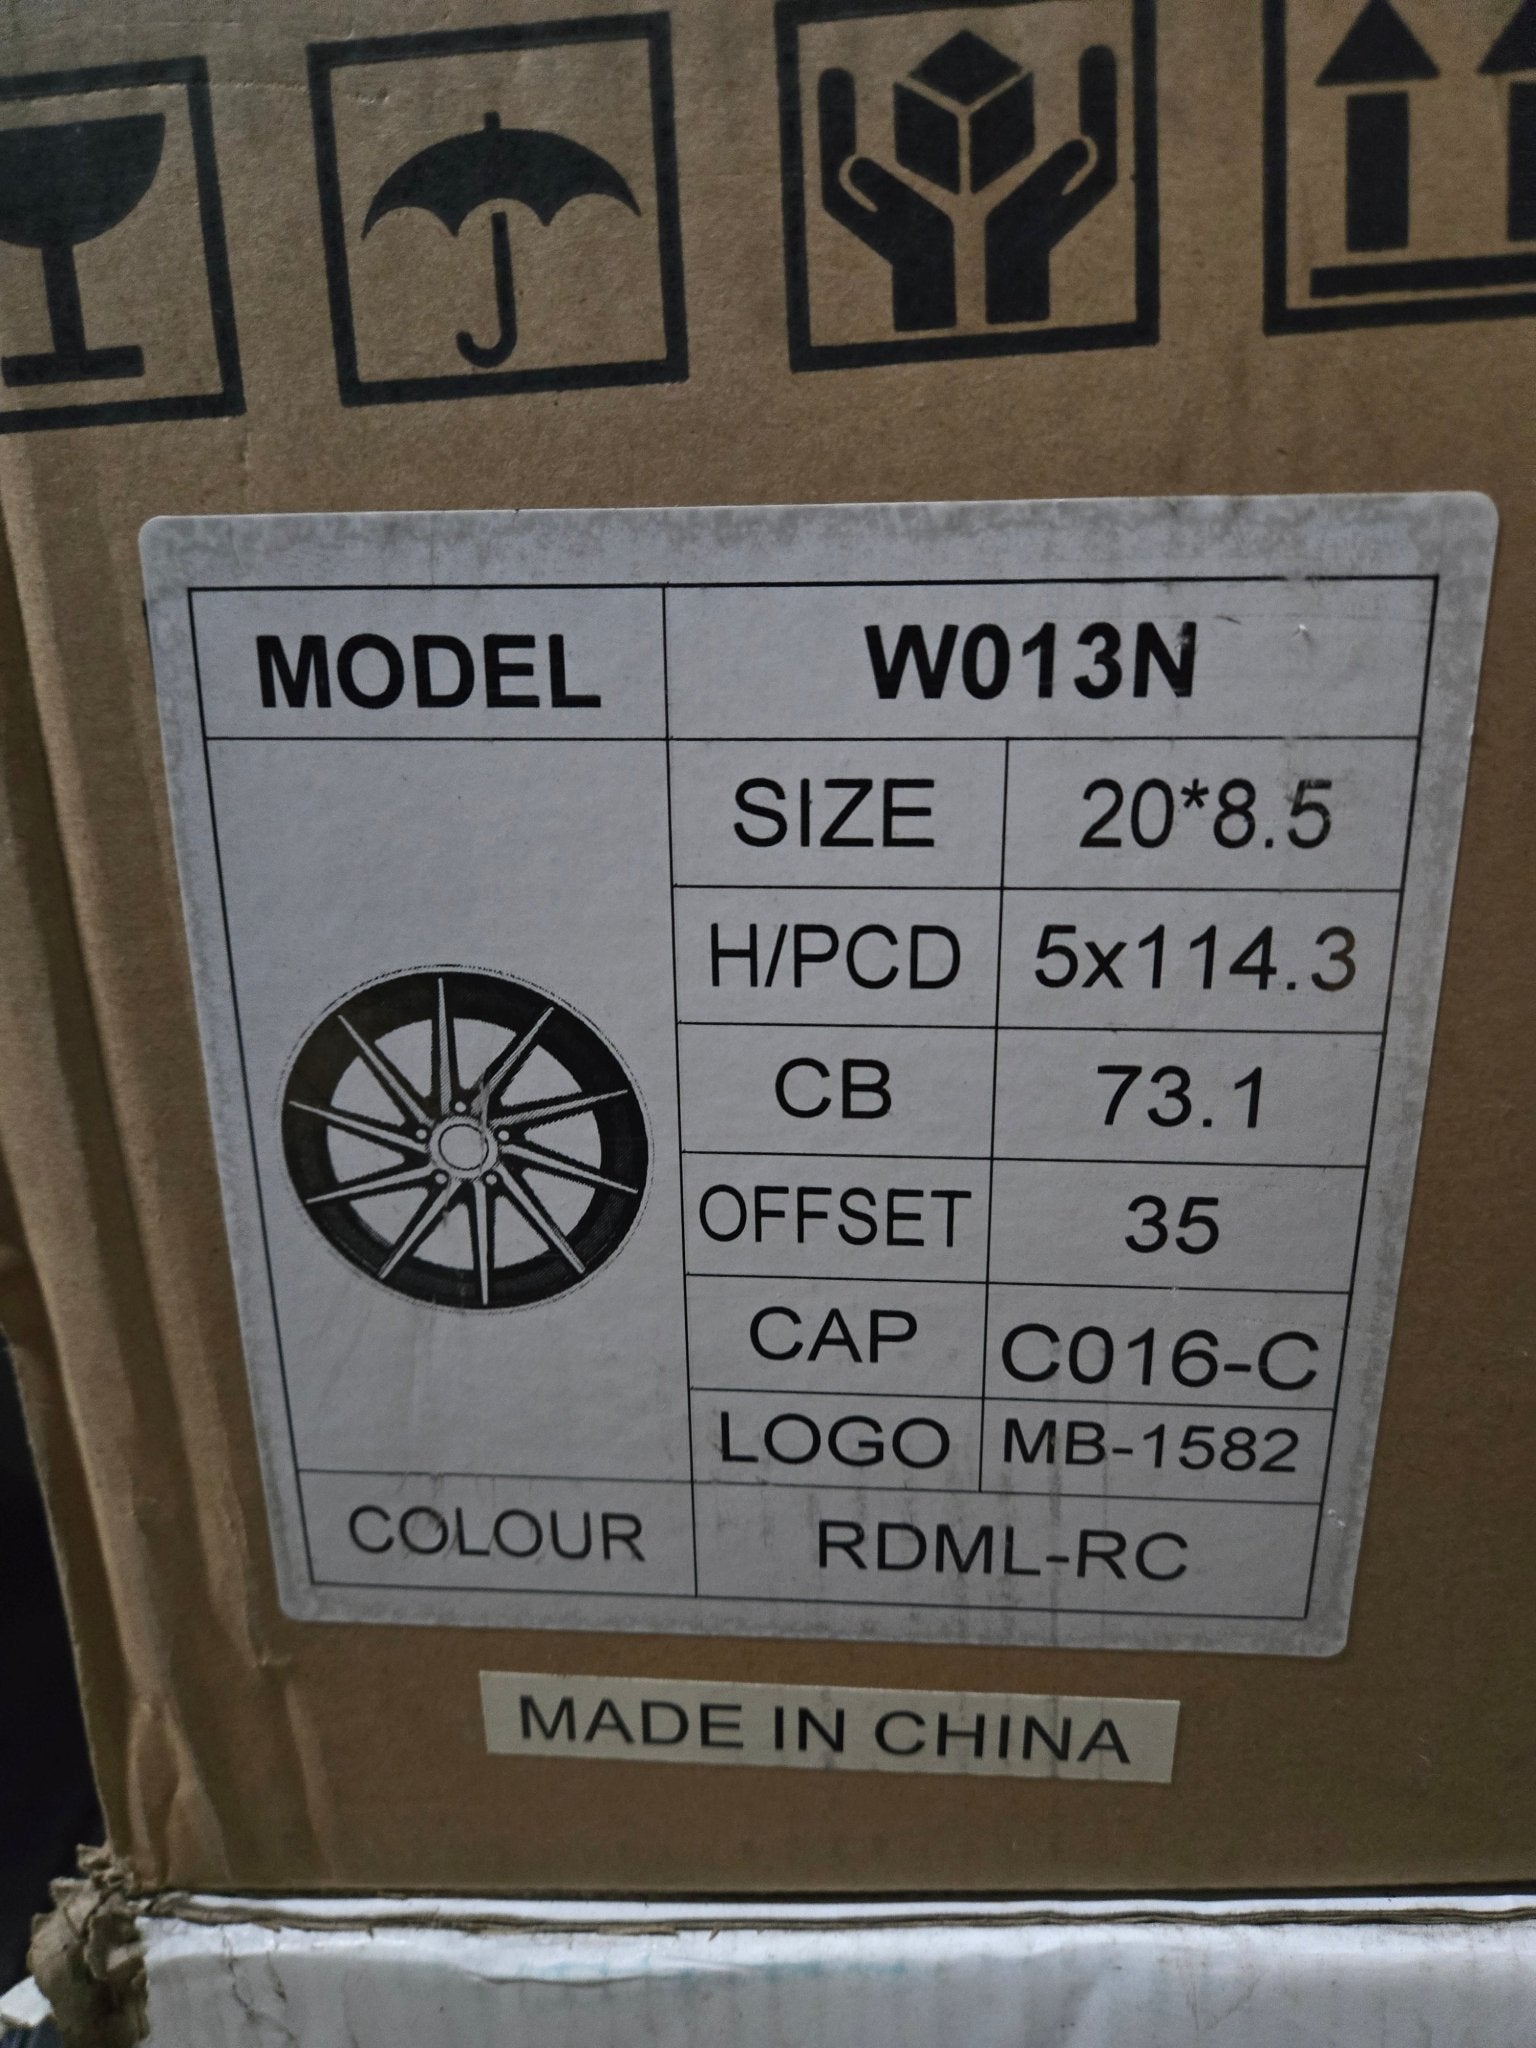 MODEL W013N
SIZE 20*8.5
H/PCD 5x114.3
CB 73.1
OFFSET 35
CAP C016-C
LOGO MB-1582
COLOUR RDML-RC
MADE IN CHINA